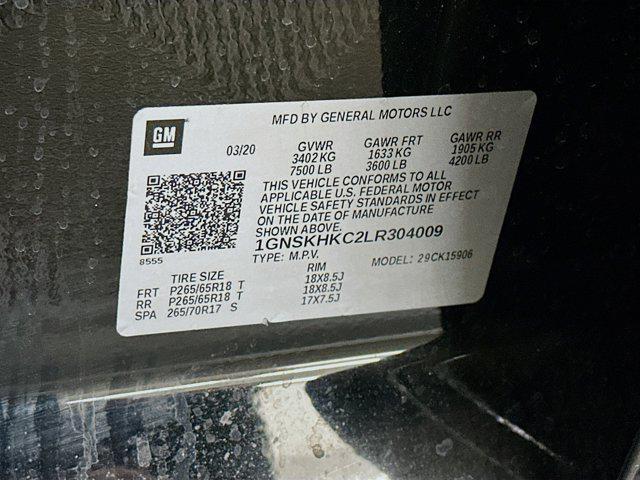 MFD BY GENERAL MOTORS LLC
GM
03/20 GVWR GAWR FRT GAWR RR
3402 KG 1633 KG 1905 KG
7500 LB 3600 LB 4200 LB
THIS VEHICLE CONFORMS TO ALL
APPLICABLE U.S. FEDERAL MOTOR
VEHICLE SAFETY STANDARDS IN EFFECT
ON THE DATE OF MANUFACTURE
SHOWN ABOVE.
1GNSKHKC2LR304009
8555
TYPE: M.P.V. MODEL: 29CK15906
TIRE SIZE RIM
FRT P265/65R18 T 18X8.5J
RR P265/65R18 T 18X8.5J
SPA 265/70R17 S 17X7.5J